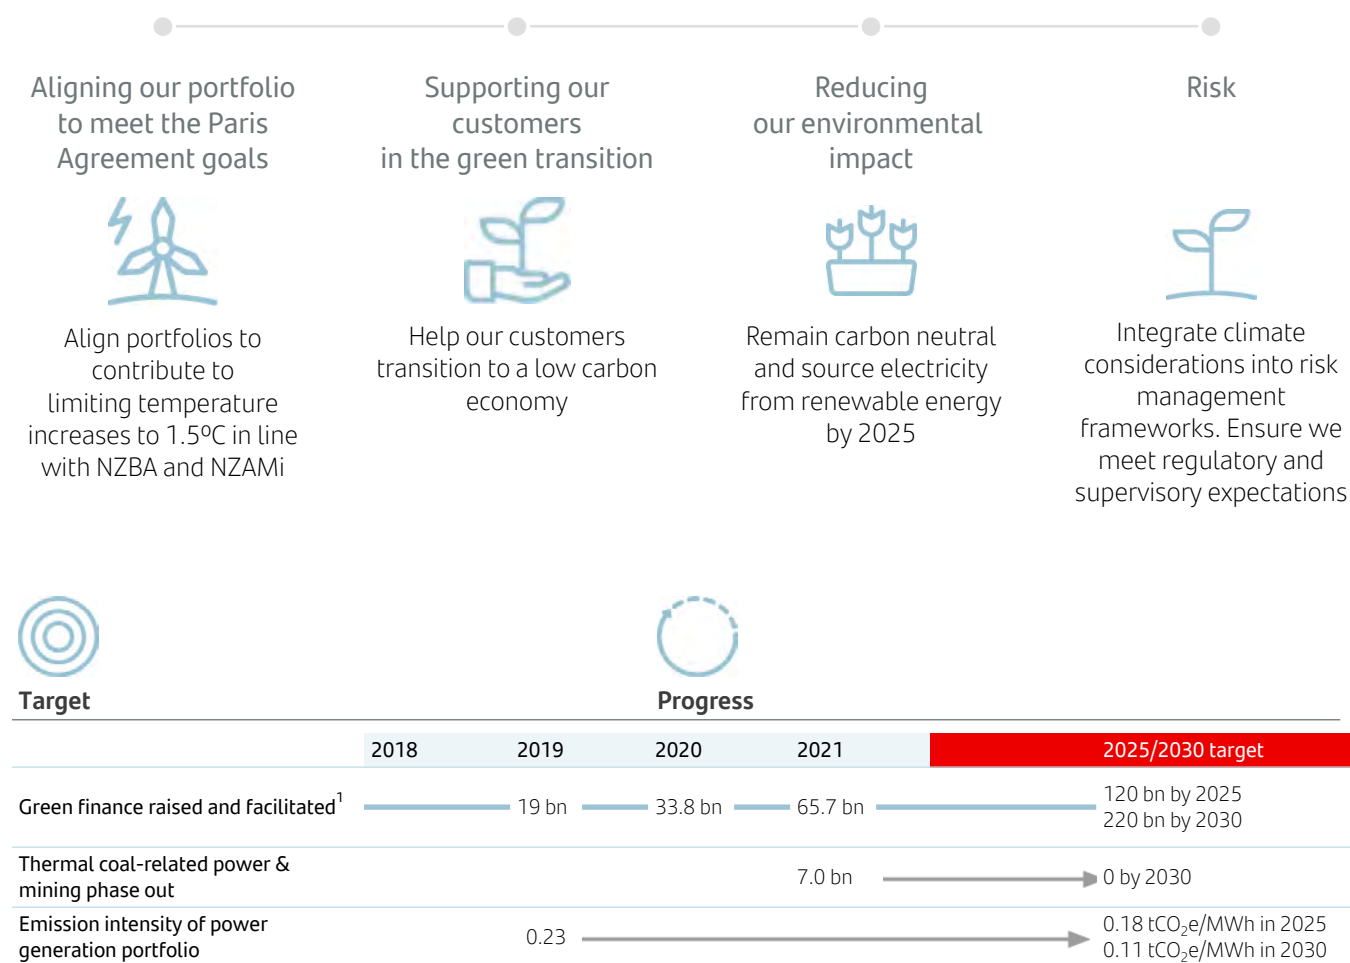 Aligning our portfolio
to meet the Paris
Agreement goals
Align portfolios to
contribute to
limiting temperature
increases to 1.5ºC in line
with NZBA and NZAMi
Supporting our
customers
in the green transition
Help our customers
transition to a low carbon
economy
Reducing
our environmental
impact
Remain carbon neutral
and source electricity
from renewable energy
by 2025
Risk
Integrate climate
considerations into risk
management
frameworks. Ensure we
meet regulatory and
supervisory expectations
Target
Progress
2018 2019 2020 2021 2025/2030 target
Green finance raised and facilitated¹ 19 bn 33.8 bn 65.7 bn 120 bn by 2025
220 bn by 2030
Thermal coal-related power &
mining phase out
7.0 bn 0 by 2030
Emission intensity of power
generation portfolio
0.23
0.18 tCO₂e/MWh in 2025
0.11 tCO₂e/MWh in 2030